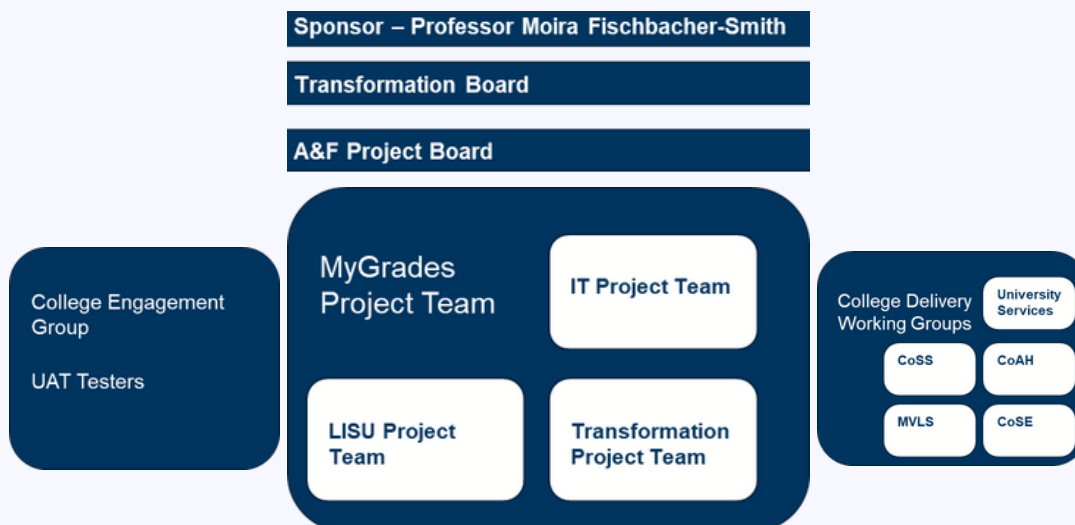 Sponsor – Professor Moira Fischbacher-Smith
Transformation Board
A&F Project Board
College Engagement
Group
UAT Testers
MyGrades
Project Team
IT Project Team
LISU Project
Team
Transformation
Project Team
College Delivery
Working Groups
University
Services
CoSS
CoAH
MVLS
CoSE